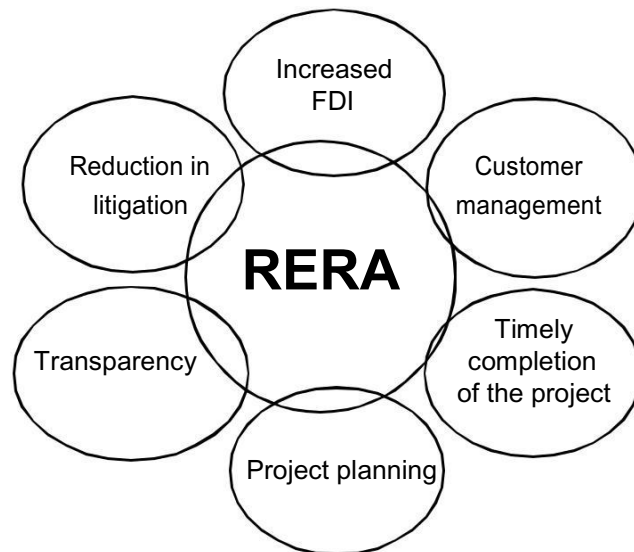 Increased
FDI
Reduction in
litigation
Customer
management
RERA
Transparency
Timely
completion
of the project
Project planning